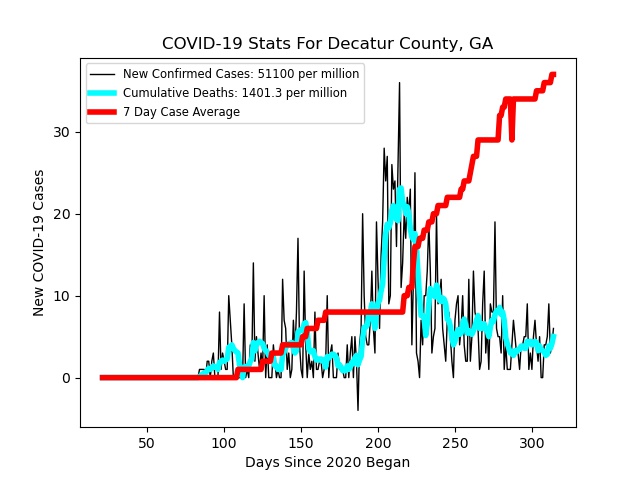 COVID-19 Stats For Decatur County, GA
New Confirmed Cases: 51100 per million
Cumulative Deaths: 1401.3 per million
7 Day Case Average
New COVID-19 Cases
30
20
10
0
50
100
150
200
250
300
Days Since 2020 Began